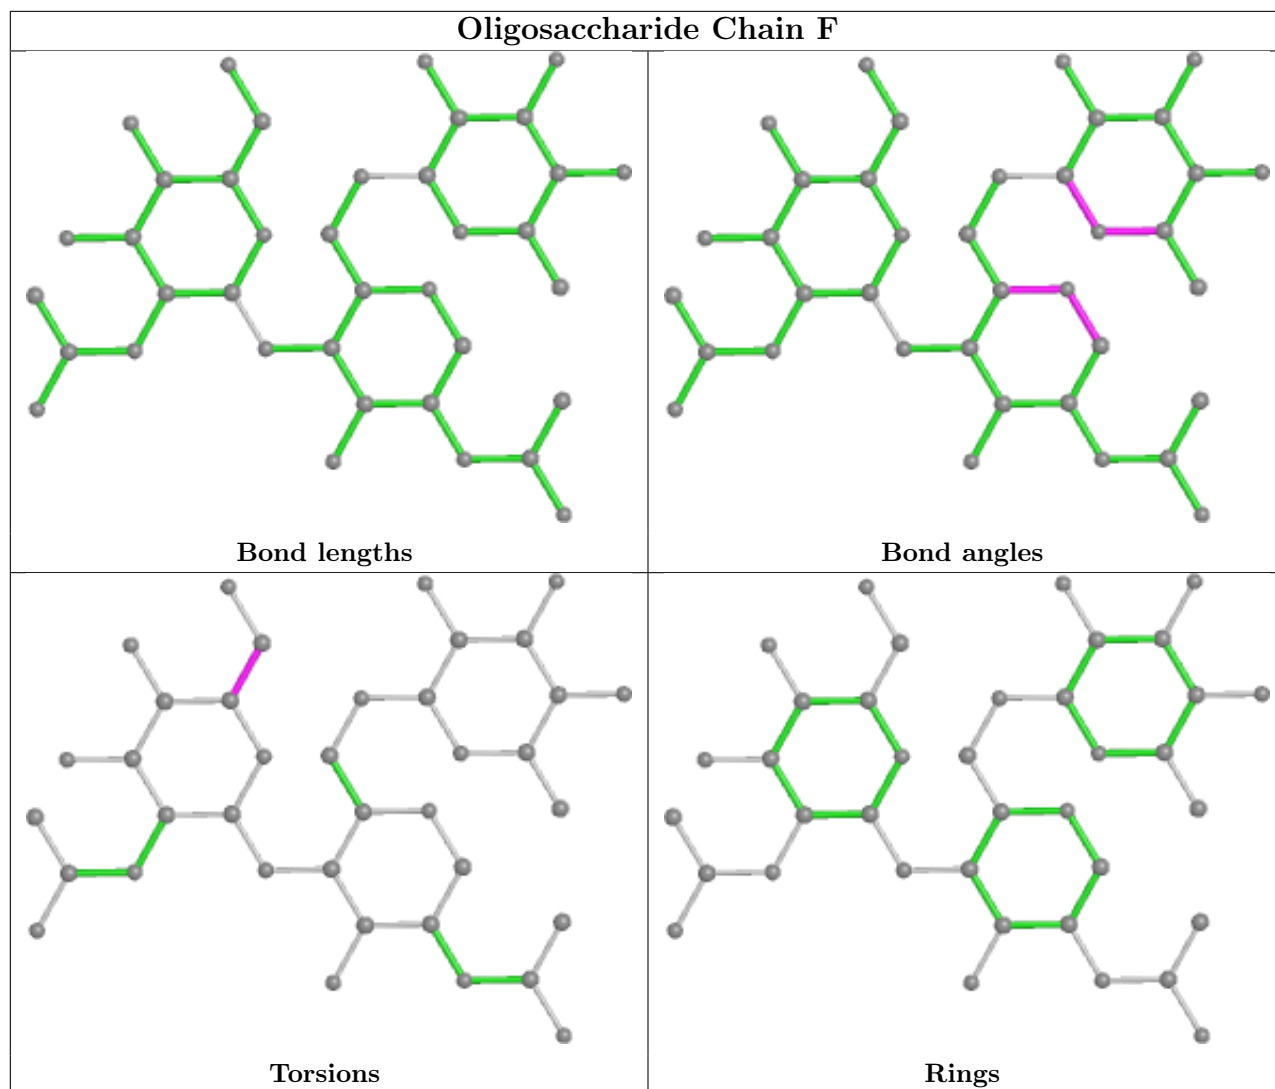 Oligosaccharide Chain F
Bond lengths
Bond angles
Torsions
Rings